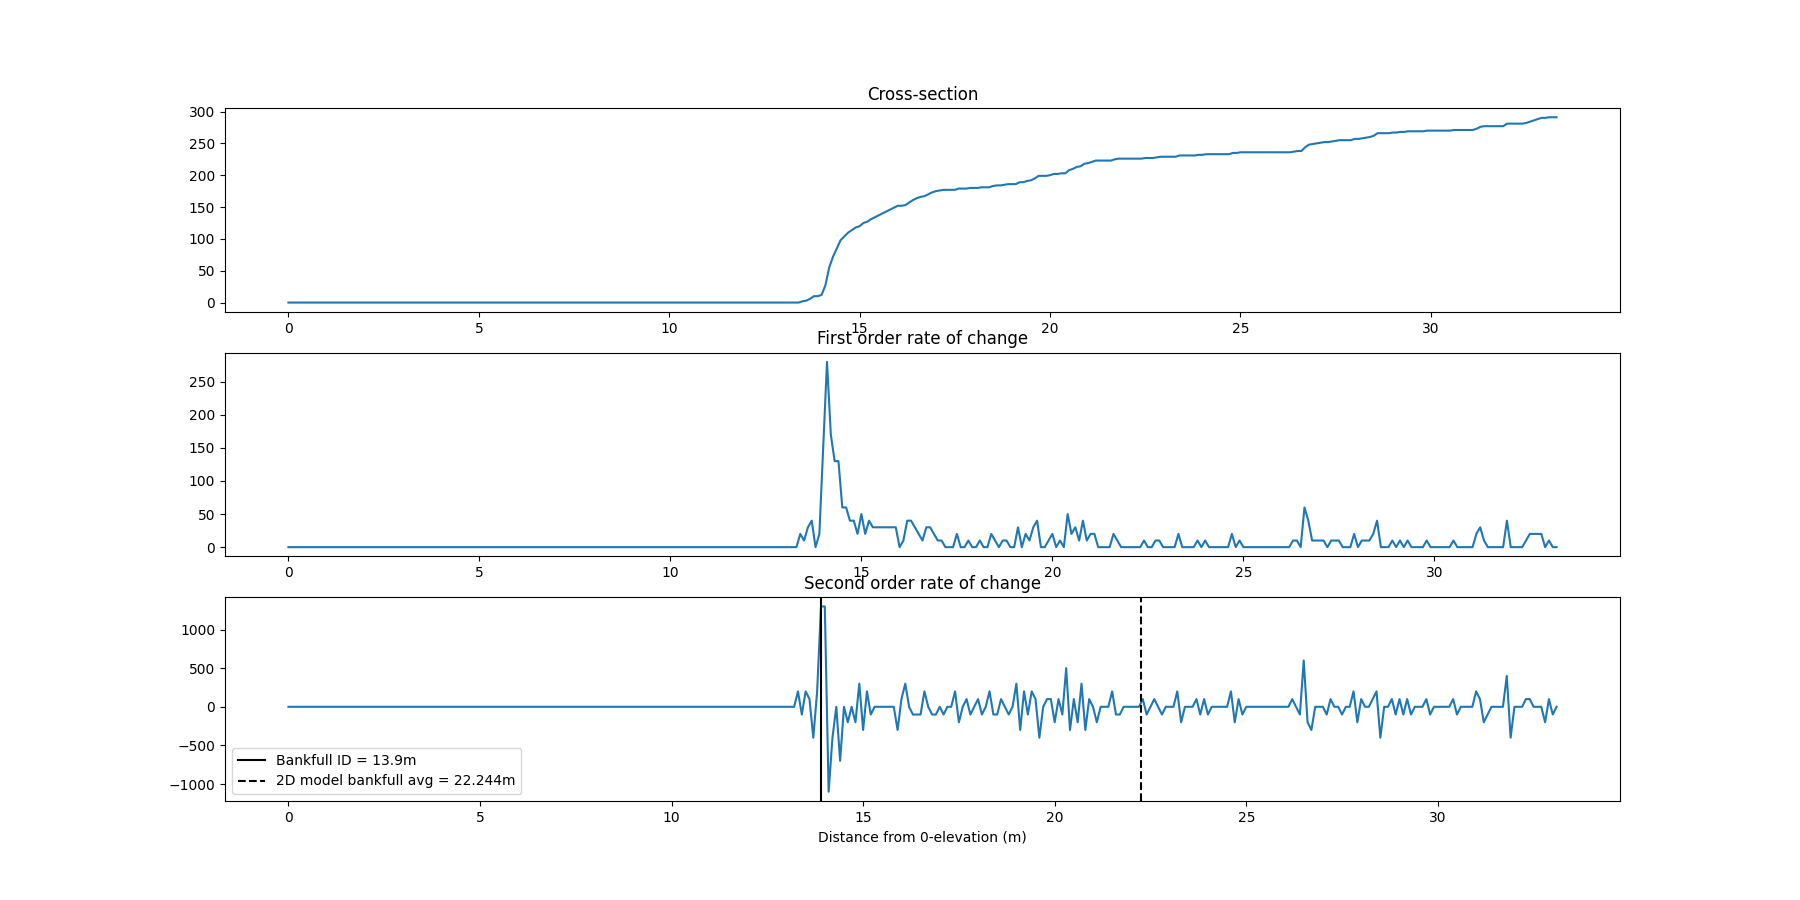 Cross-section
300
250
200
150
100
50
0
0 5 10 15 20 25 30
First order rate of change
250
200
150
100
50
0
0 5 10 15 20 25 30
Second order rate of change
1000
500
0
−500
−1000
Bankfull ID = 13.9m
2D model bankfull avg = 22.244m
0 5 10 15 20 25 30
Distance from 0-elevation (m)